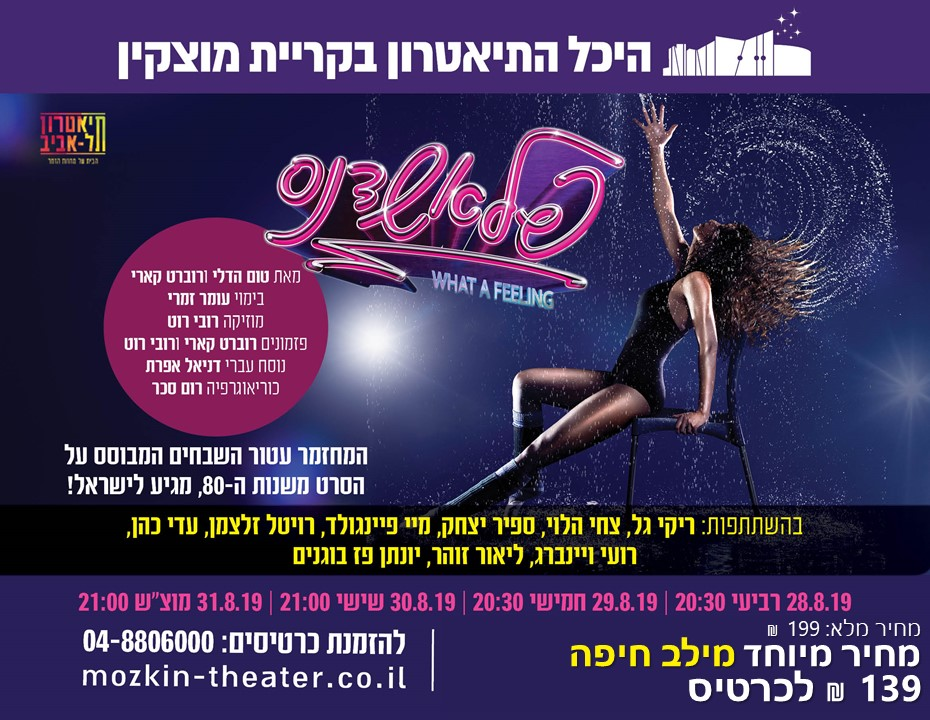 היכל התיאטרון בקריית מוצקין
תיאטרון
תל-אביב
הבית של מחזות הזמר
פלאשדנס
WHAT A FEELING
מאת טום הדלי ורוברט קארי
בימוי עומר זמרי
מוזיקה רובי רוט
פזמונים רוברט קארי ורובי רוט
נוסח עברי דניאל אפרת
כוריאוגרפיה רום סכר
המחזמר עטור השבחים המבוסס על
הסרט משנות ה-80, מגיע לישראל!
בהשתתפות: ריקי גל, צחי הלוי, ספיר יצחק, מיי פיינגולד, רויטל זלצמן, עדי כהן,
רועי ויינברג, ליאור זוהר, יונתן פז בוגנים
28.8.19 רביעי 20:30 | 29.8.19 חמישי 20:30 | 30.8.19 שישי 21:00 | 31.8.19 מוצ"ש 21:00
מחיר מלא: 199 ₪
מחיר מיוחד מילב חיפה
139 ₪ לכרטיס
להזמנת כרטיסים: 04-8806000
mozkin-theater.co.il